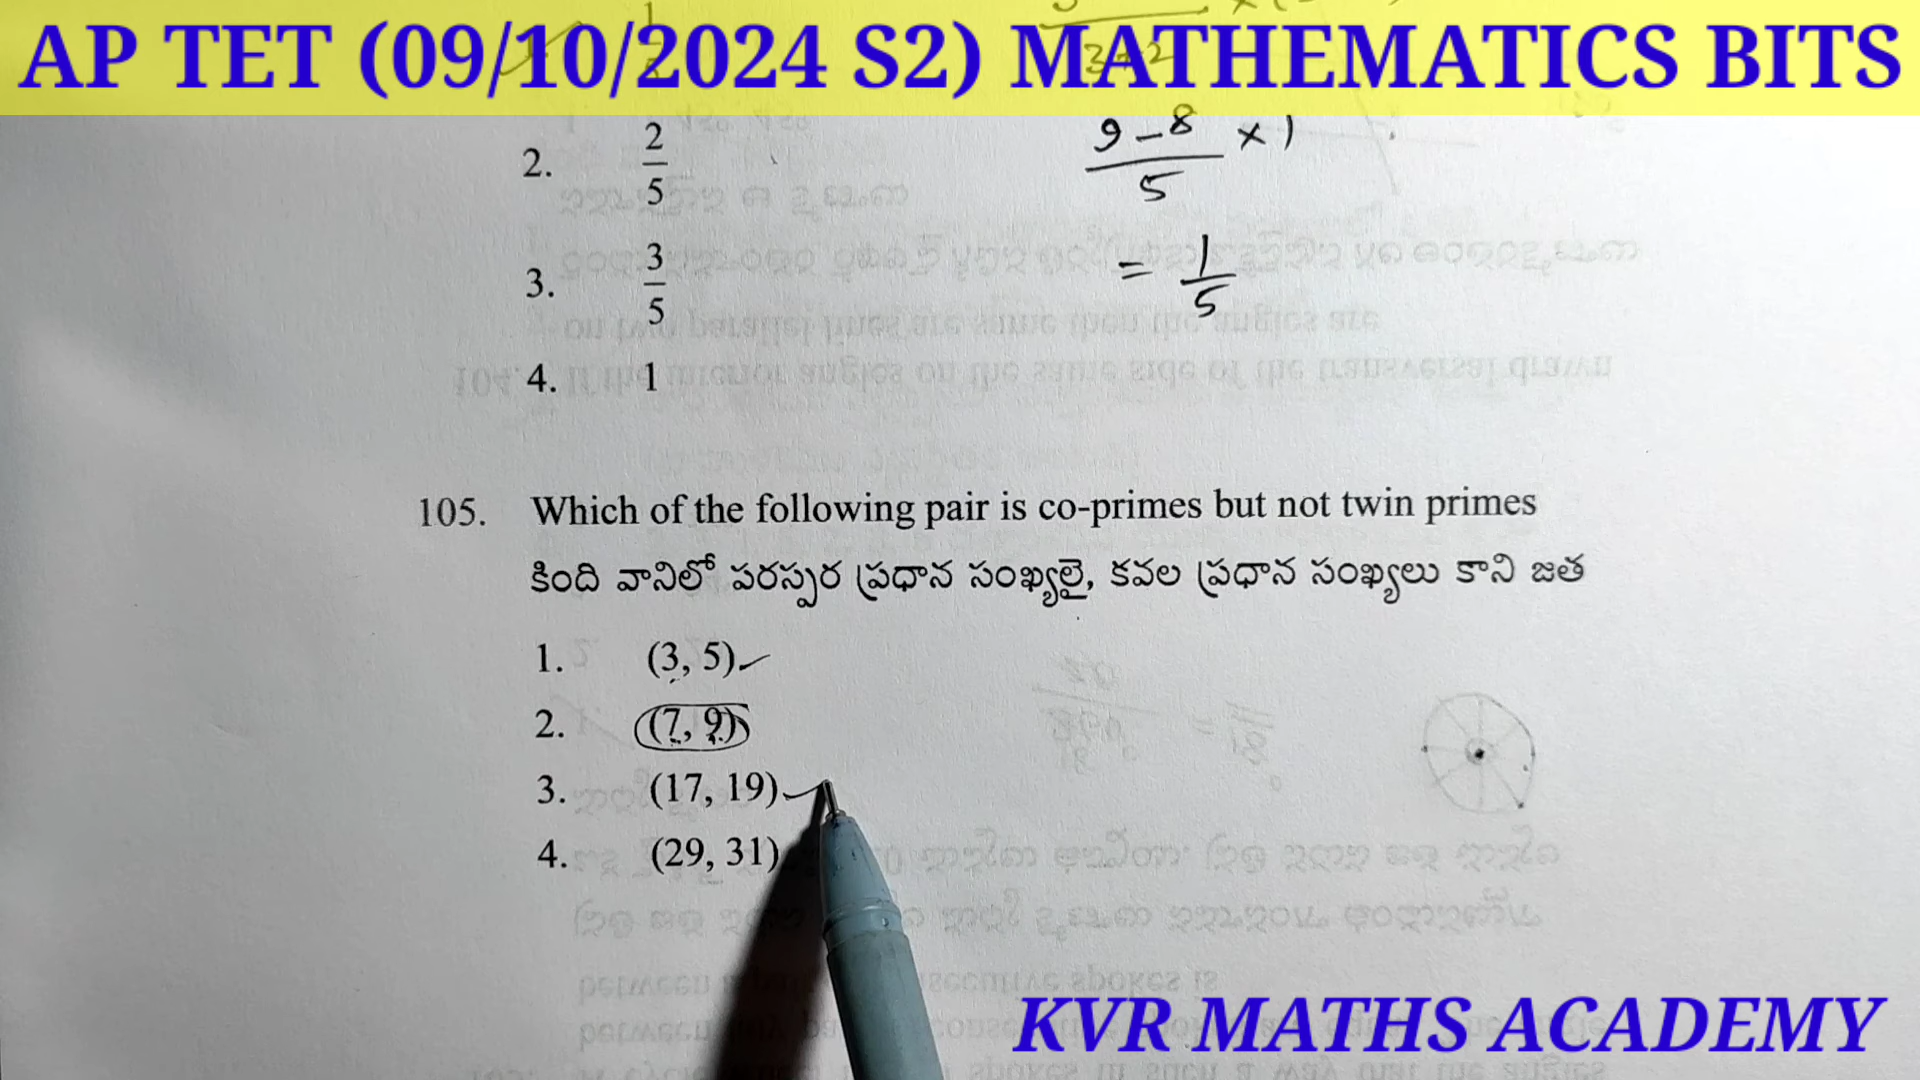 AP TET (09/10/2024 S2) MATHEMATICS BITS
2. 2/5
9-8/5 × 1
3. 3/5
= 1/5
4. 1
105. Which of the following pair is co-primes but not twin primes
కింది వానిలో పరస్పర ప్రధాన సంఖ్యలై, కవల ప్రధాన సంఖ్యలు కాని జత
1. (3, 5)
2. (7, 9)
3. (17, 19)
4. (29, 31)
KVR MATHS ACADEMY